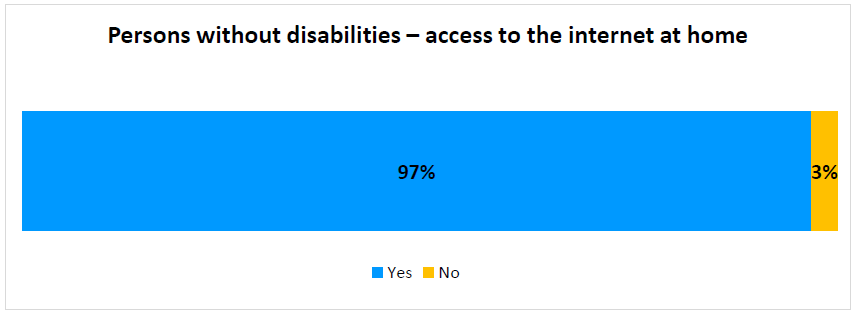 Persons without disabilities – access to the internet at home
97% 3%
Yes No